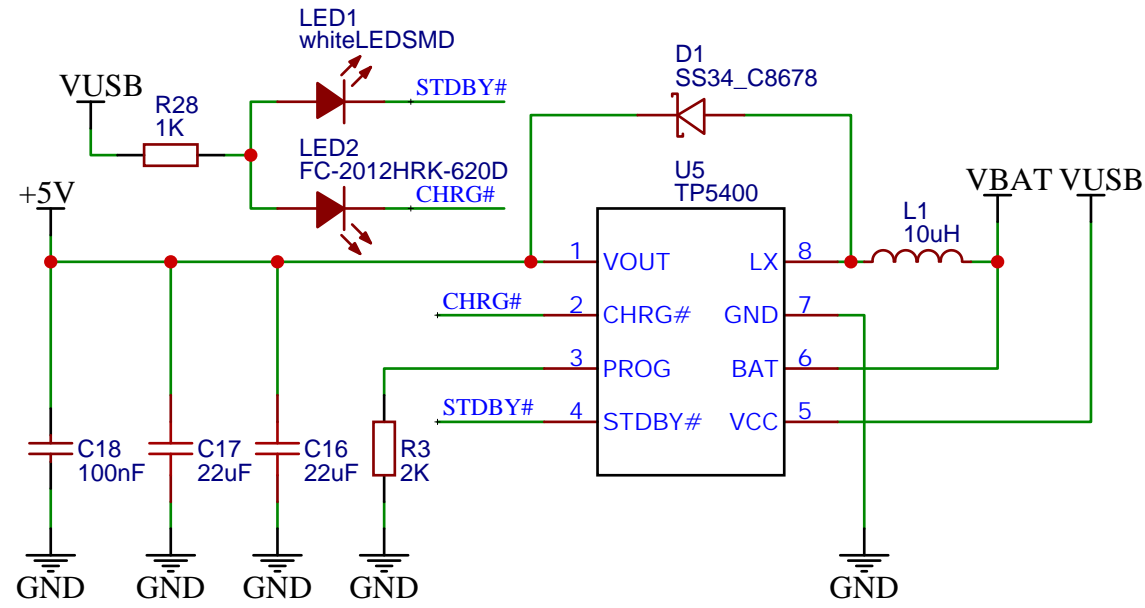 LED1
whiteLEDSMD
VUSB
STDBY#
R28
1K
LED2
FC-2012HRK-620D
CHRG#
D1
SS34_C8678
+5V
U5
TP5400
VBAT
VUSB
L1
10uH
1
VOUT
LX
8
CHRG#
2
CHRG#
GND
7
3
PROG
BAT
6
STDBY#
4
STDBY#
VCC
5
C18
100nF
C17
22uF
C16
22uF
R3
2K
GND
GND
GND
GND
GND